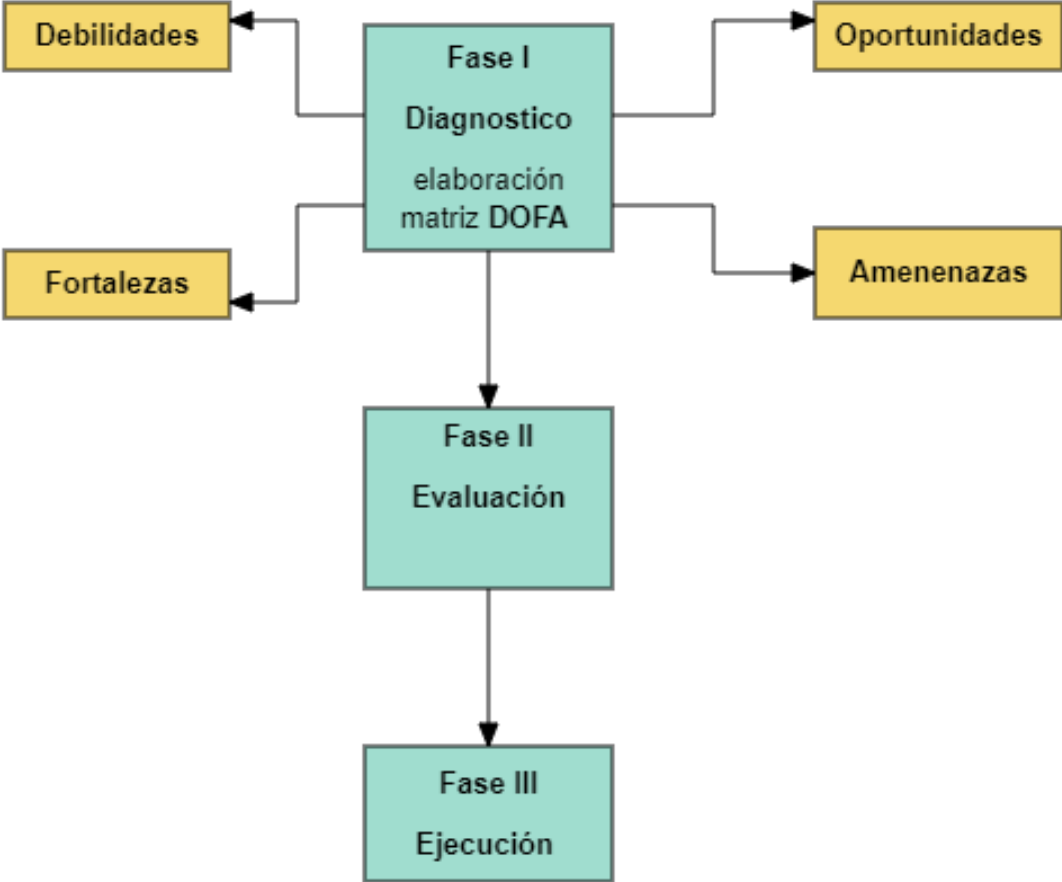 Debilidades
Fase I
Diagnostico
elaboración
matriz DOFA
Oportunidades
Fortalezas
Amenenazas
Fase II
Evaluación
Fase III
Ejecución